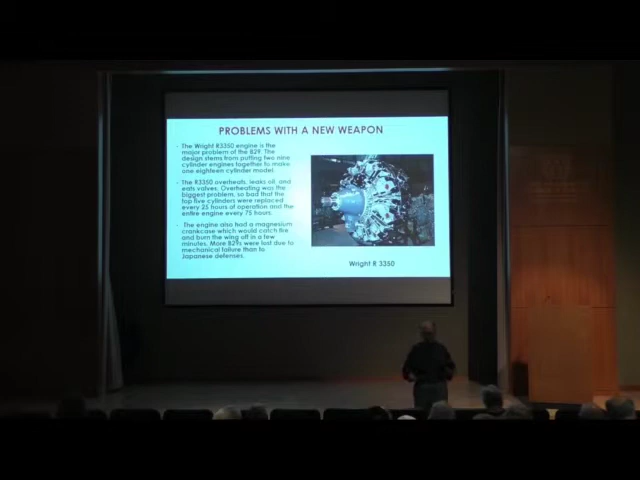 PROBLEMS WITH A NEW WEAPON
· The Wright R3350 engine is the
major problem of the B29. The
design stems from putting two nine
cylinder engines together to make
one eighteen cylinder model.
· The R3350 overheats, leaks oil, and
eats valves. Overheating was the
biggest problem, so bad that the
top five cylinders were replaced
every 25 hours of operation and the
entire engine every 75 hours.
· The engine also had a magnesium
crankcase which would catch fire
and burn the wing off in a few
minutes. More B29s were lost due to
mechanical failure than to
Japanese defenses.
Wright R 3350